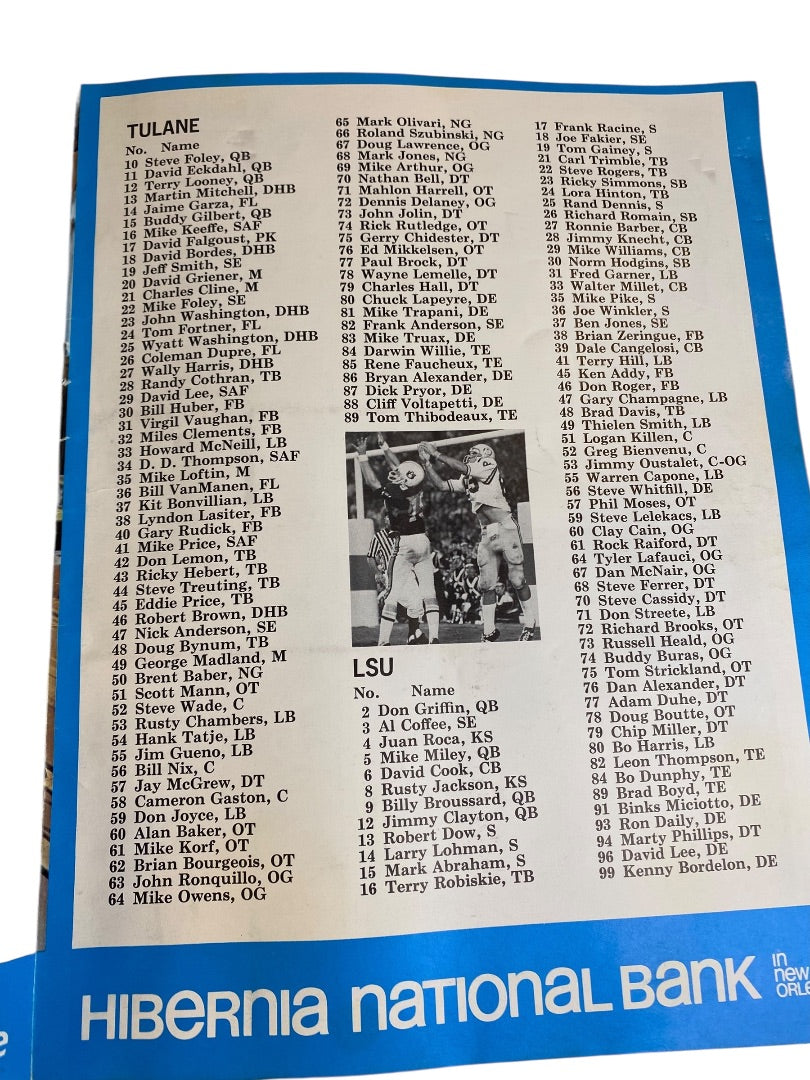 TULANE
No. Name
10 Steve Foley, QB
11 David Eckdahl, QB
12 Terry Looney, QB
13 Martin Mitchell, DHB
14 Jaime Garza, FL
15 Buddy Gilbert, QB
16 Mike Keeffe, SAF
17 David Falgoust, PK
18 David Bordes, DHB
19 Jeff Smith, SE
20 David Griener, M
21 Charles Cline, M
22 Mike Foley, SE
23 John Washington, DHB
24 Tom Fortner, FL
25 Wyatt Washington, DHB
26 Coleman Dupre, FL
27 Wally Harris, DHB
28 Randy Cothran, TB
29 David Lee, SAF
30 Bill Huber, FB
31 Virgil Vaughan, FB
32 Miles Clements, FB
33 Howard McNeill, LB
34 D. D. Thompson, SAF
35 Mike Loftin, M
36 Bill VanManen, FL
37 Kit Bonvillian, LB
38 Lyndon Lasiter, FB
40 Gary Rudick, FB
41 Mike Price, SAF
42 Don Lemon, TB
43 Ricky Hebert, TB
44 Steve Treuting, TB
45 Eddie Price, TB
46 Robert Brown, DHB
47 Nick Anderson, SE
48 Doug Bynum, TB
49 George Madland, M
50 Brent Baber, NG
51 Scott Mann, OT
52 Steve Wade, C
53 Rusty Chambers, LB
54 Hank Tatje, LB
55 Jim Gueno, LB
56 Bill Nix, C
57 Jay McGrew, DT
58 Cameron Gaston, C
59 Don Joyce, LB
60 Alan Baker, OT
61 Mike Korf, OT
62 Brian Bourgeois, OT
63 John Ronquillo, OG
64 Mike Owens, OG
65 Mark Olivari, NG
66 Roland Szubinski, NG
67 Doug Lawrence, OG
68 Mark Jones, NG
69 Mike Arthur, OG
70 Nathan Bell, DT
71 Mahlon Harrell, OT
72 Dennis Delaney, OG
73 John Jolin, DT
74 Rick Rutledge, OT
75 Gerry Chidester, DT
76 Ed Mikkelsen, OT
77 Paul Brock, DT
78 Wayne Lemelle, DT
79 Charles Hall, DT
80 Chuck Lapeyre, DE
81 Mike Trapani, DE
82 Frank Anderson, SE
83 Mike Truax, DE
84 Darwin Willie, TE
85 Rene Faucheux, TE
86 Bryan Alexander, DE
87 Dick Pryor, DE
88 Cliff Voltapetti, DE
89 Tom Thibodeaux, TE
LSU
No. Name
2 Don Griffin, QB
3 Al Coffee, SE
4 Juan Roca, KS
5 Mike Miley, QB
6 David Cook, CB
8 Rusty Jackson, KS
9 Billy Broussard, QB
12 Jimmy Clayton, QB
13 Robert Dow, S
14 Larry Lohman, S
15 Mark Abraham, S
16 Terry Robiskie, TB
17 Frank Racine, S
18 Joe Fakier, SE
19 Tom Gainey, S
21 Carl Trimble, TB
22 Steve Rogers, TB
23 Ricky Simmons, SB
24 Lora Hinton, TB
25 Rand Dennis, S
26 Richard Romain, SB
27 Ronnie Barber, CB
28 Jimmy Knecht, CB
29 Mike Williams, CB
30 Norm Hodgins, SB
31 Fred Garner, LB
33 Walter Millet, CB
35 Mike Pike, S
36 Joe Winkler, S
37 Ben Jones, SE
38 Brian Zeringue, FB
39 Dale Cangelosi, CB
41 Terry Hill, LB
45 Ken Addy, FB
46 Don Roger, FB
47 Gary Champagne, LB
48 Brad Davis, TB
49 Thielen Smith, LB
51 Logan Killen, C
52 Greg Bienvenu, C
53 Jimmy Oustalet, C-OG
55 Warren Capone, LB
56 Steve Whitfill, DE
57 Phil Moses, OT
59 Steve Lelekacs, LB
60 Clay Cain, OG
61 Rock Raiford, DT
64 Tyler Lafauci, OG
67 Dan McNair, OG
68 Steve Ferrer, DT
70 Steve Cassidy, DT
71 Don Streete, LB
72 Richard Brooks, OT
73 Russell Heald, OG
74 Buddy Buras, OG
75 Tom Strickland, OT
76 Dan Alexander, DT
77 Adam Duhe, DT
78 Doug Boutte, OT
79 Chip Miller, DT
80 Bo Harris, LB
82 Leon Thompson, TE
84 Bo Dunphy, TE
89 Brad Boyd, TE
91 Binks Miciotto, DE
93 Ron Daily, DE
94 Marty Phillips, DT
96 David Lee, DE
99 Kenny Bordelon, DE
HIBERNIA NATIONAL BANK
in
new